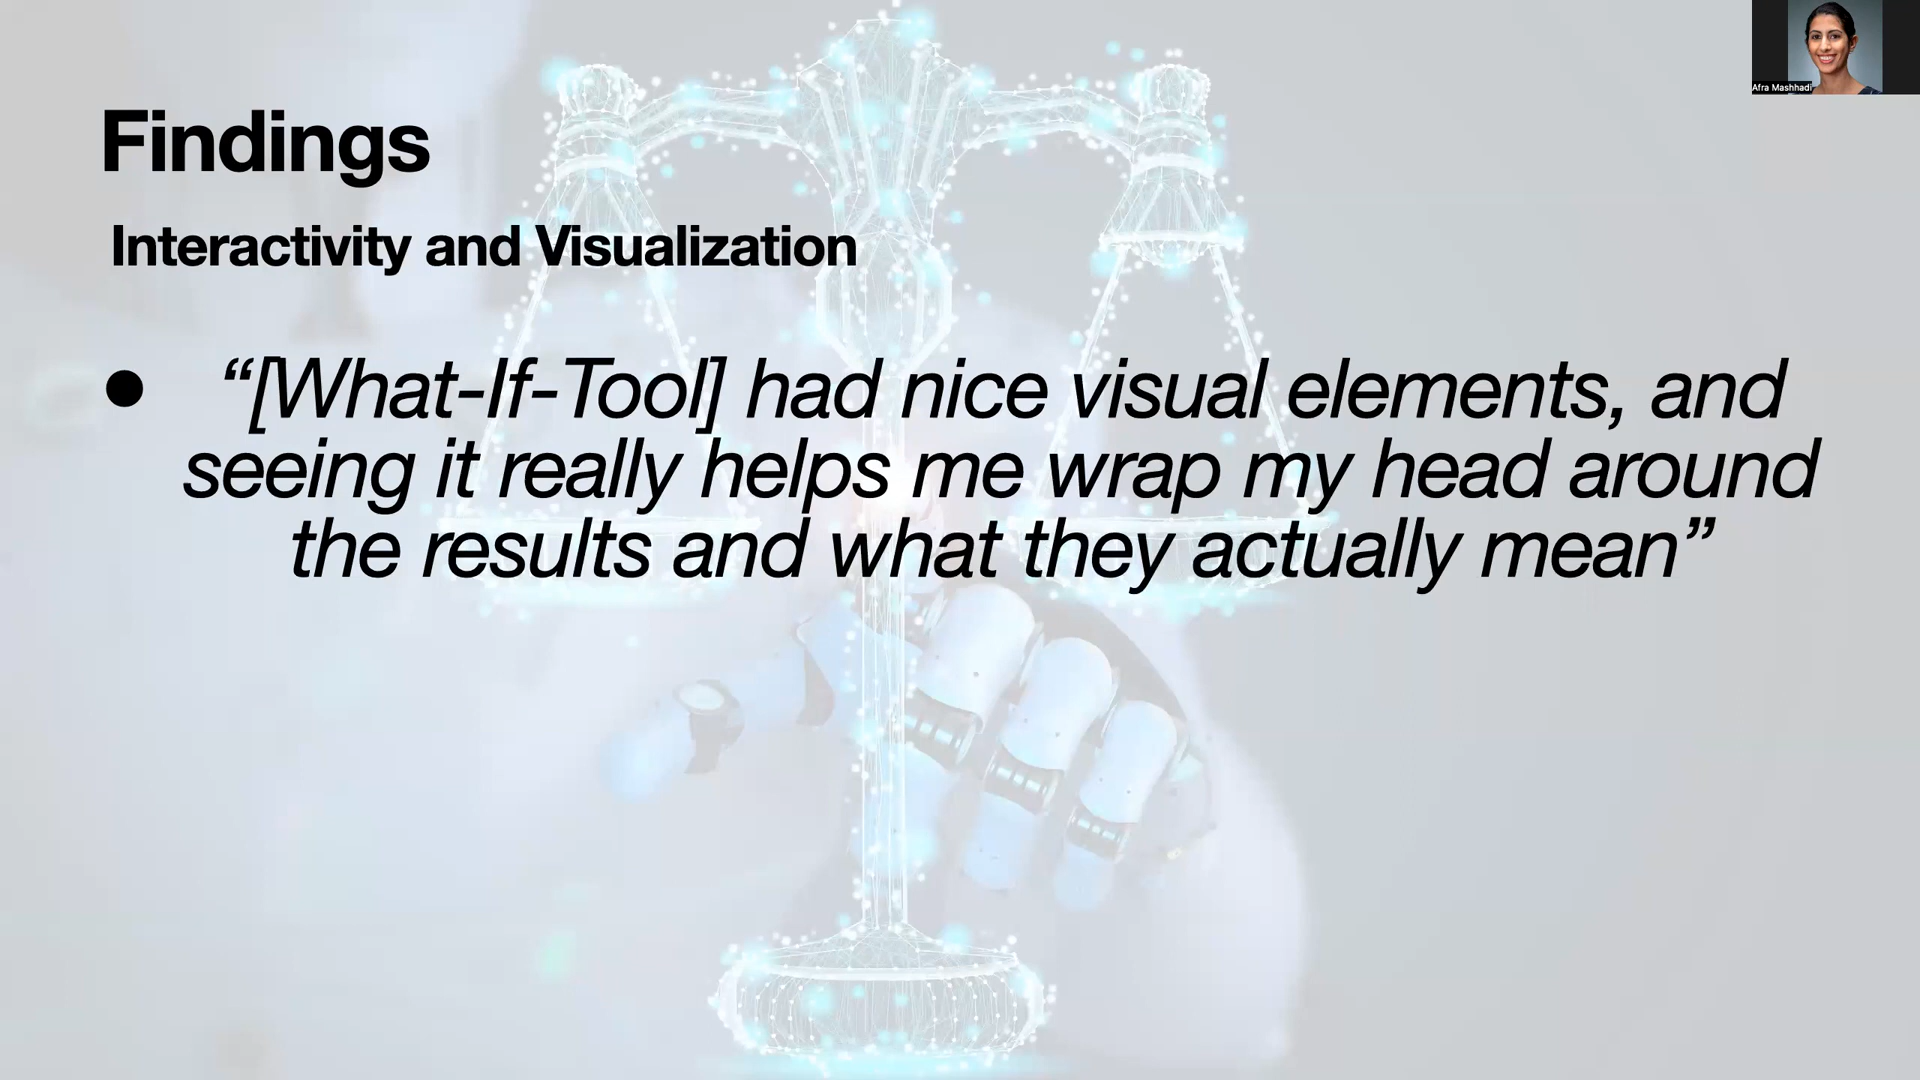 Afra Mashhadi
Findings
Interactivity and Visualization
● “[What-If-Tool] had nice visual elements, and
seeing it really helps me wrap my head around
the results and what they actually mean”